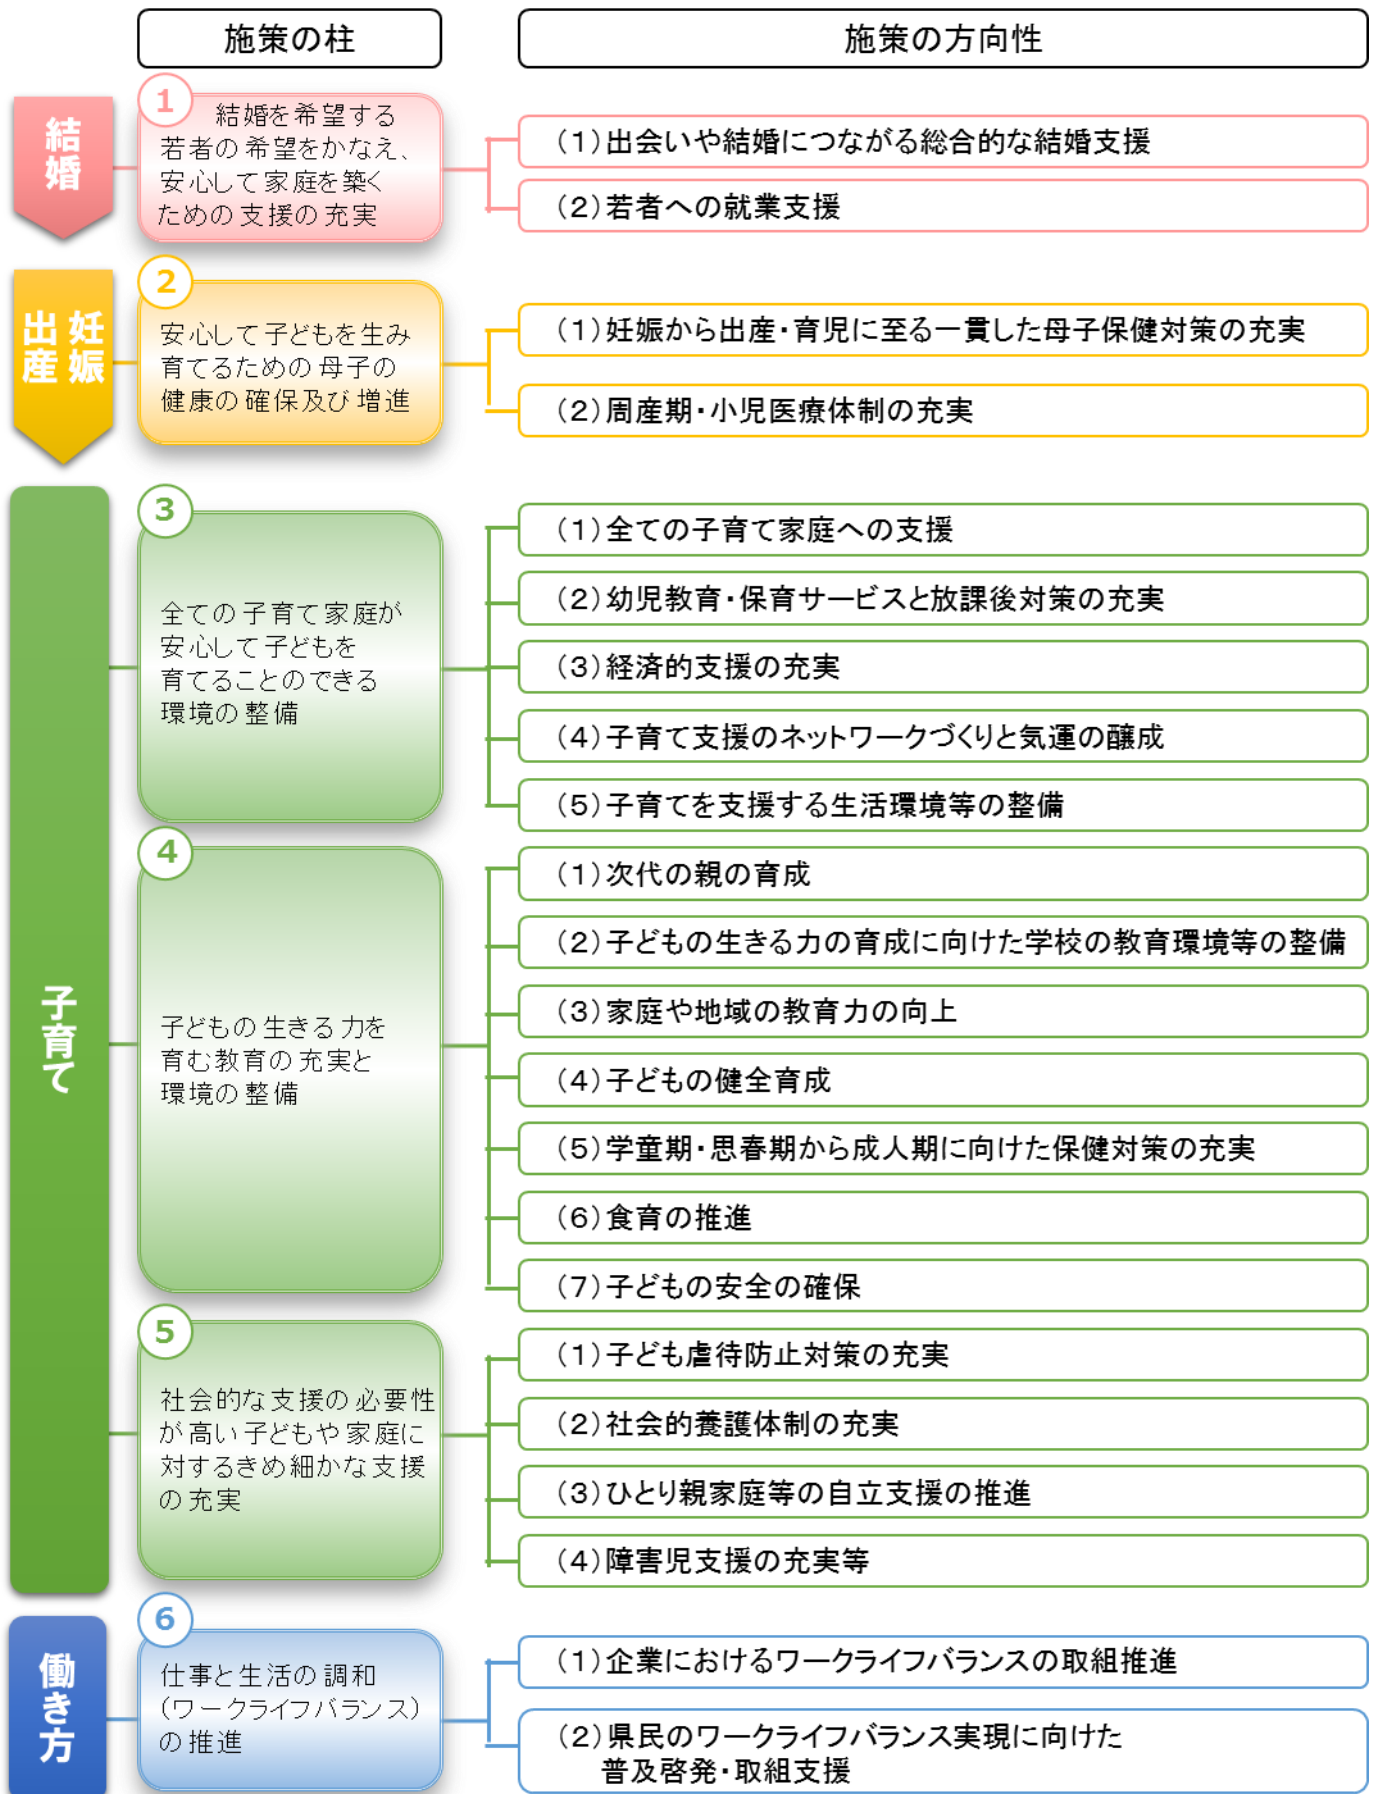 施策の柱
施策の方向性
結婚
1
結婚を希望する
若者の希望をかなえ、
安心して家庭を築く
ための支援の充実
(1)出会いや結婚につながる総合的な結婚支援
(2)若者への就業支援
妊娠
出産
2
安心して子どもを生み
育てるための母子の
健康の確保及び増進
(1)妊娠から出産・育児に至る一貫した母子保健対策の充実
(2)周産期・小児医療体制の充実
子育て
3
全ての子育て家庭が
安心して子どもを
育てることのできる
環境の整備
(1)全ての子育て家庭への支援
(2)幼児教育・保育サービスと放課後対策の充実
(3)経済的支援の充実
(4)子育て支援のネットワークづくりと気運の醸成
(5)子育てを支援する生活環境等の整備
4
子どもの生きる力を
育む教育の充実と
環境の整備
(1)次代の親の育成
(2)子どもの生きる力の育成に向けた学校の教育環境等の整備
(3)家庭や地域の教育力の向上
(4)子どもの健全育成
(5)学童期・思春期から成人期に向けた保健対策の充実
(6)食育の推進
(7)子どもの安全の確保
5
社会的な支援の必要性
が高い子どもや家庭に
対するきめ細かな支援
の充実
(1)子ども虐待防止対策の充実
(2)社会的養護体制の充実
(3)ひとり親家庭等の自立支援の推進
(4)障害児支援の充実等
働き方
6
仕事と生活の調和
(ワークライフバランス)
の推進
(1)企業におけるワークライフバランスの取組推進
(2)県民のワークライフバランス実現に向けた
普及啓発・取組支援